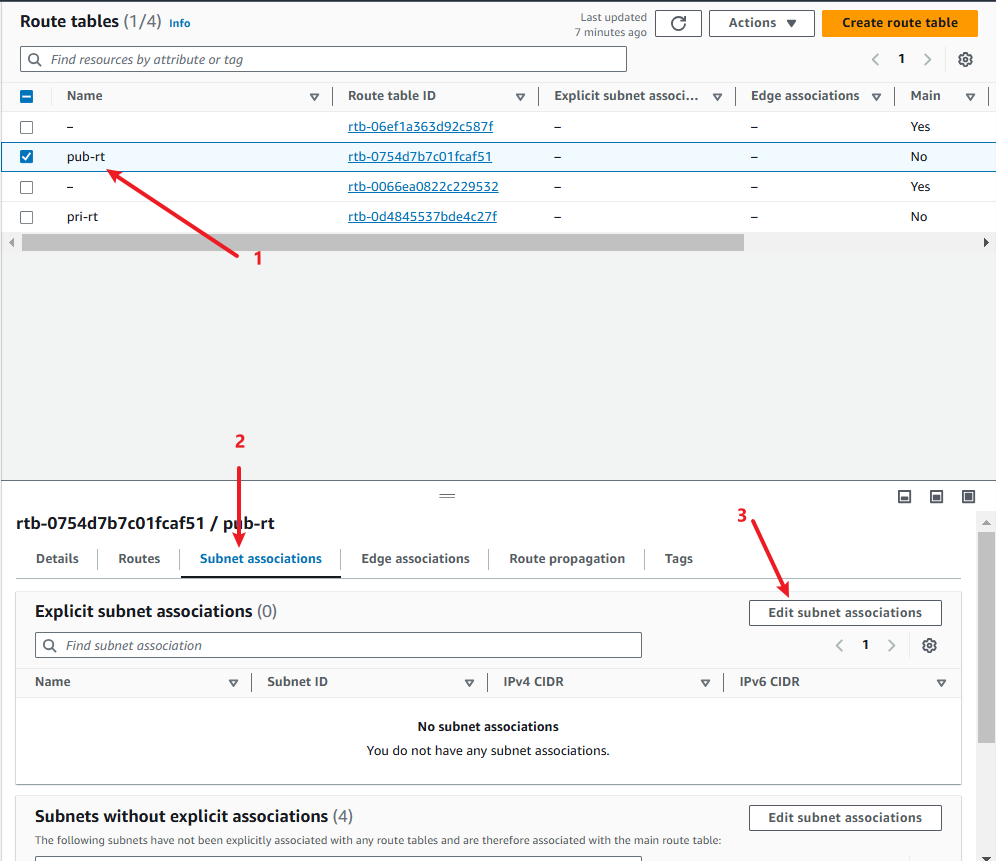 Route tables (1/4) Info
Last updated
7 minutes ago
Actions
Create route table
Find resources by attribute or tag
1
Name Route table ID Explicit subnet associ... Edge associations Main
– rtb-06ef1a363d92c587f – – Yes
pub-rt rtb-0754d7b7c01fcaf51 – – No
– rtb-0066ea0822c229532 – – Yes
pri-rt rtb-0d4845537bde4c27f – – No
1
2
3
rtb-0754d7b7c01fcaf51 / pub-rt
Details Routes Subnet associations Edge associations Route propagation Tags
Explicit subnet associations (0)
Edit subnet associations
Find subnet association
1
Name Subnet ID IPv4 CIDR IPv6 CIDR
No subnet associations
You do not have any subnet associations.
Subnets without explicit associations (4)
Edit subnet associations
The following subnets have not been explicitly associated with any route tables and are therefore associated with the main route table: